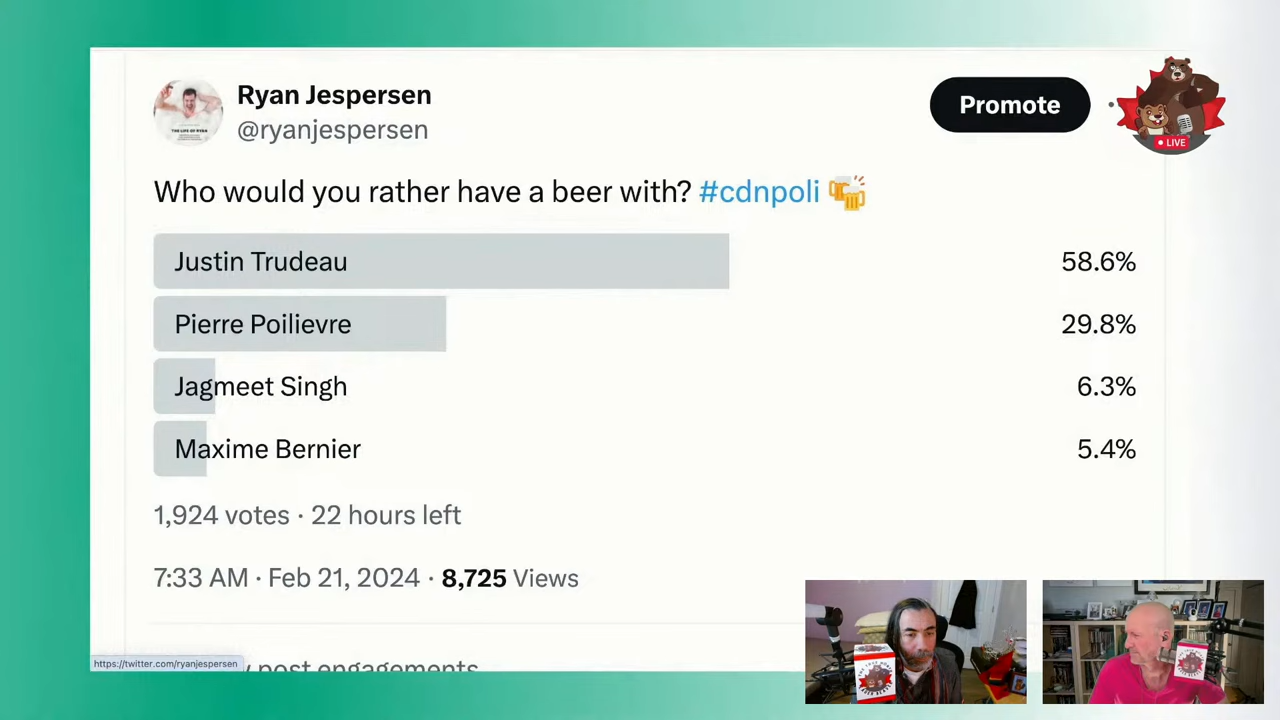 Ryan Jespersen
@ryanjespersen
Promote
LIVE
Who would you rather have a beer with? #cdnpoli
Justin Trudeau 58.6%
Pierre Poilievre 29.8%
Jagmeet Singh 6.3%
Maxime Bernier 5.4%
1,924 votes · 22 hours left
7:33 AM · Feb 21, 2024 · 8,725 Views
post engagements
https://twitter.com/ryanjespersen